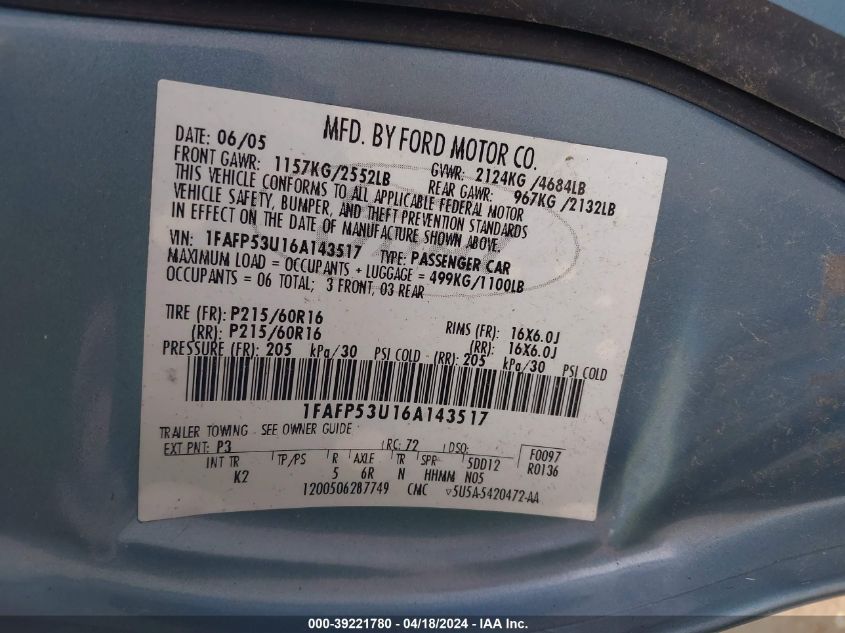 MFD. BY FORD MOTOR CO.
DATE: 06/05
GVWR: 2124KG/4684LB
FRONT GAWR: 1157KG/2552LB
REAR GAWR: 967KG/2132LB
THIS VEHICLE CONFORMS TO ALL APPLICABLE FEDERAL MOTOR
VEHICLE SAFETY, BUMPER, AND THEFT PREVENTION STANDARDS
IN EFFECT ON THE DATE OF MANUFACTURE SHOWN ABOVE.
VIN: 1FAFP53U16A143517 TYPE: PASSENGER CAR
MAXIMUM LOAD = OCCUPANTS + LUGGAGE = 499KG/1100LB
OCCUPANTS = 06 TOTAL; 3 FRONT, 03 REAR
TIRE (FR): P215/60R16 RIMS (FR): 16X6.0J
(RR): P215/60R16 (RR): 16X6.0J
PRESSURE (FR): 205 kPa/30 PSI COLD - (RR): 205 kPa/30 PSI COLD
1FAFP53U16A143517
TRAILER TOWING - SEE OWNER GUIDE
EXT PNT: P3 RC: 72 DSO: F0097
INT TR TP/PS R AXLE TR SPR 5DD12 R0136
K2 5 6R N HHMM N05
1200506287749 CMC ▽5U5A-5420472-AA
000-39221780 / 04/18/2024 - IAA Inc.